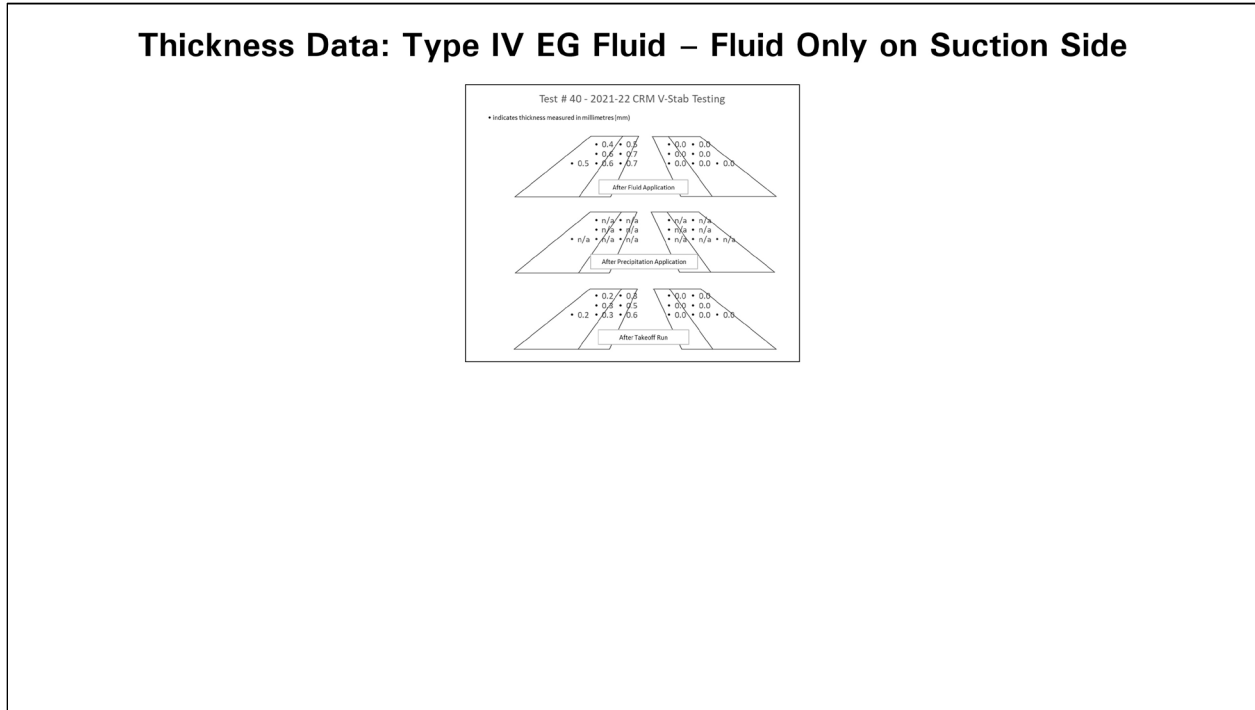 Thickness Data: Type IV EG Fluid – Fluid Only on Suction Side
Test # 40 - 2021-22 CRM V-Stab Testing
• indicates thickness measured in millimetres (mm)
• 0.4 • 0.5 • 0.0 • 0.0
• 0.6 • 0.7 • 0.0 • 0.0
• 0.5 • 0.6 • 0.7 • 0.0 • 0.0 • 0.0
After Fluid Application
• n/a • n/a • n/a • n/a
• n/a • n/a • n/a • n/a
• n/a • n/a • n/a • n/a • n/a • n/a
After Precipitation Application
• 0.2 • 0.3 • 0.0 • 0.0
• 0.3 • 0.5 • 0.0 • 0.0
• 0.2 • 0.3 • 0.6 • 0.0 • 0.0 • 0.0
After Takeoff Run